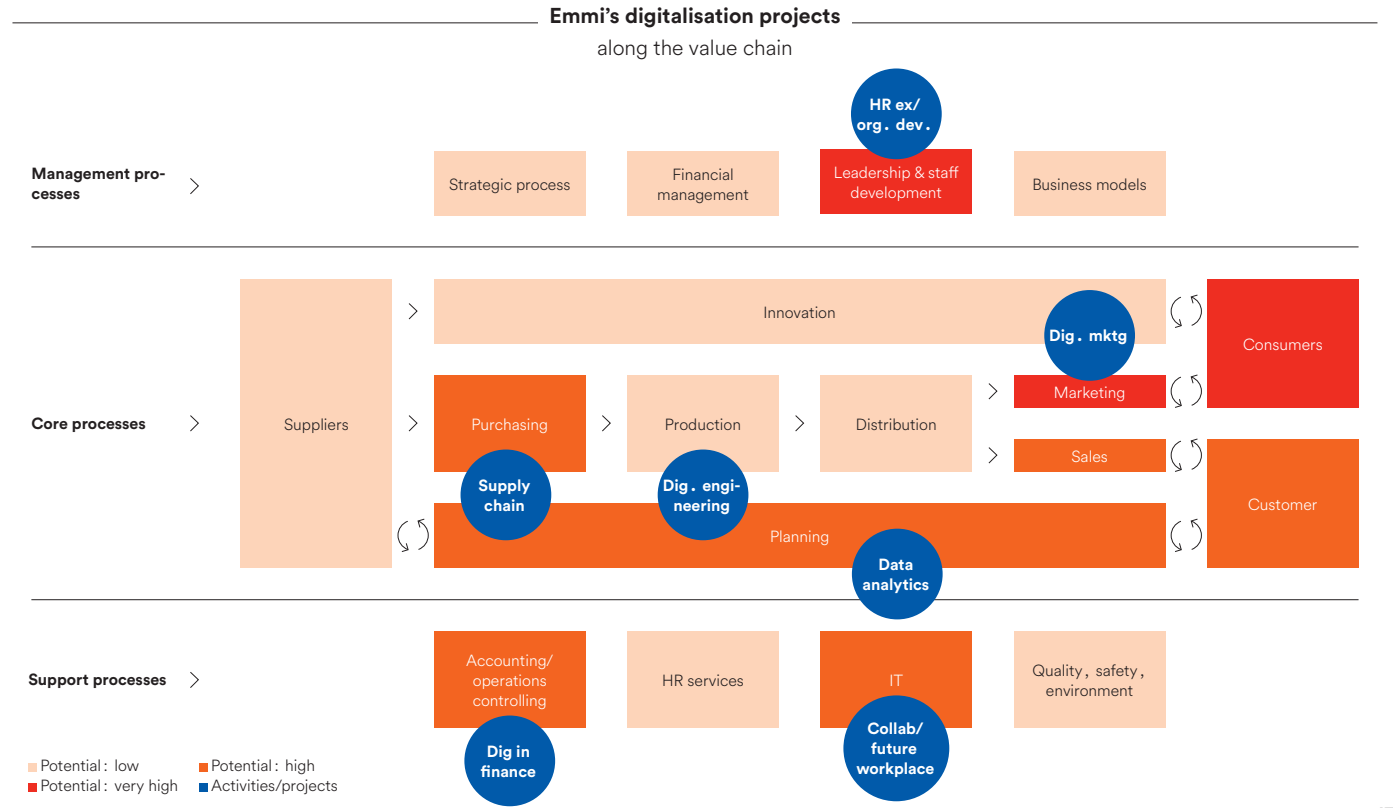 Emmi's digitalisation projects
along the value chain
HR ex/
org. dev.
Management pro-
cesses
Strategic process
Financial
management
Leadership & staff
development
Business models
Innovation
Dig. mktg
Consumers
Core processes
Suppliers
Purchasing
Production
Distribution
Marketing
Sales
Supply
chain
Dig. engi-
neering
Customer
Planning
Data
analytics
Support processes
Accounting/
operations
controlling
HR services
IT
Quality, safety,
environment
Dig in
finance
Collab/
future
workplace
Potential: low
Potential: high
Potential: very high
Activities/projects